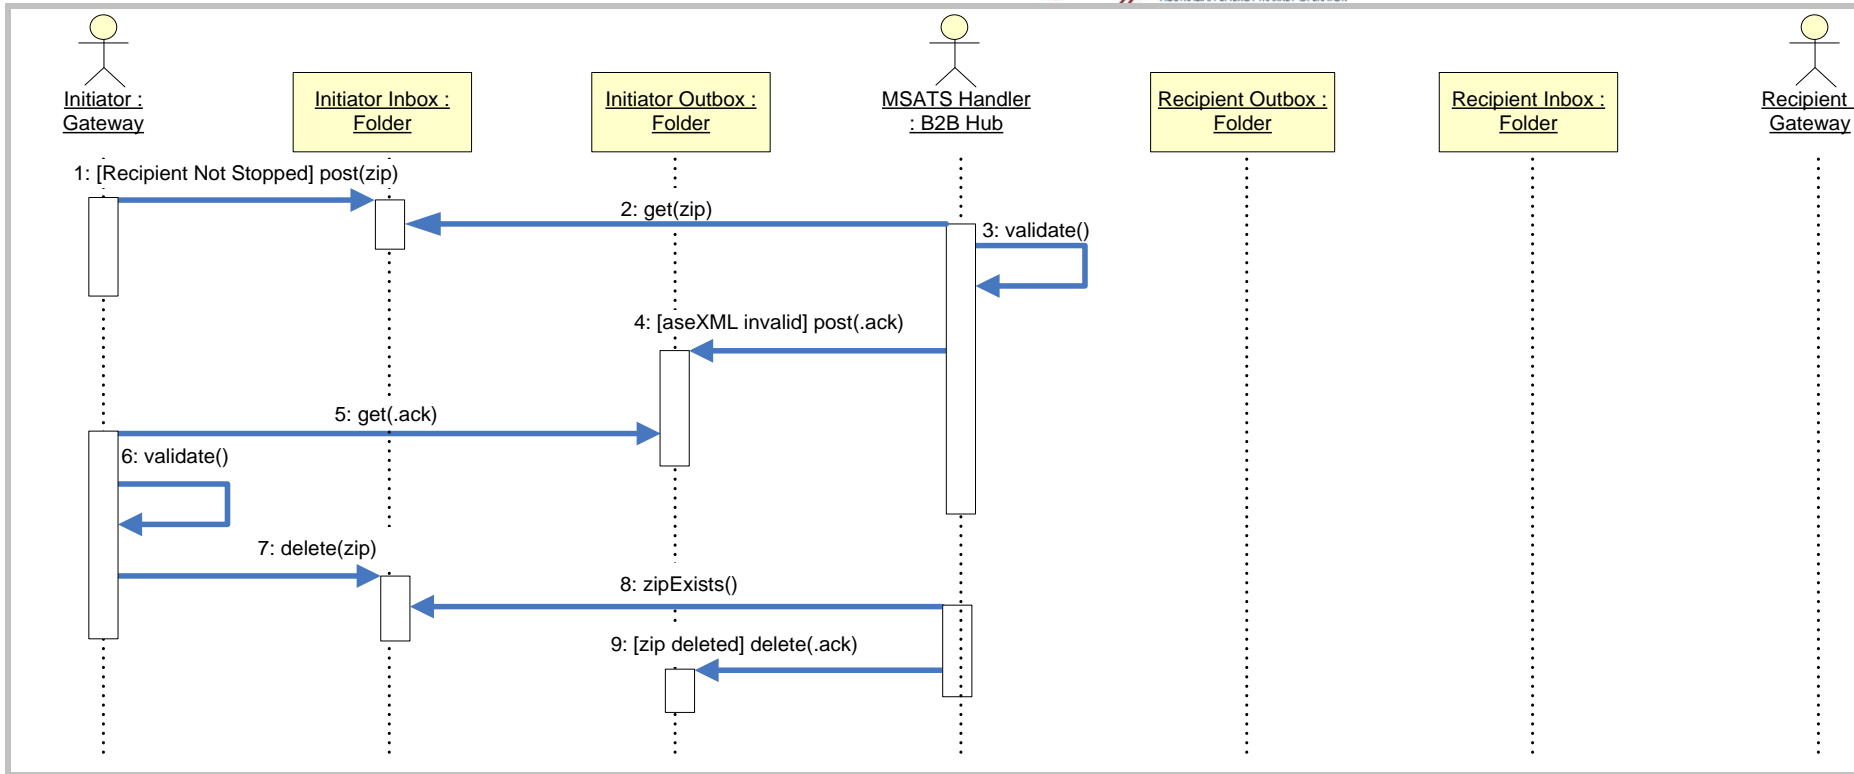 Initiator :
Gateway
Initiator Inbox :
Folder
Initiator Outbox :
Folder
MSATS Handler
: B2B Hub
Recipient Outbox :
Folder
Recipient Inbox :
Folder
Recipient
Gateway
1: [Recipient Not Stopped] post(zip)
2: get(zip)
3: validate()
4: [aseXML invalid] post(.ack)
5: get(.ack)
6: validate()
7: delete(zip)
8: zipExists()
9: [zip deleted] delete(.ack)